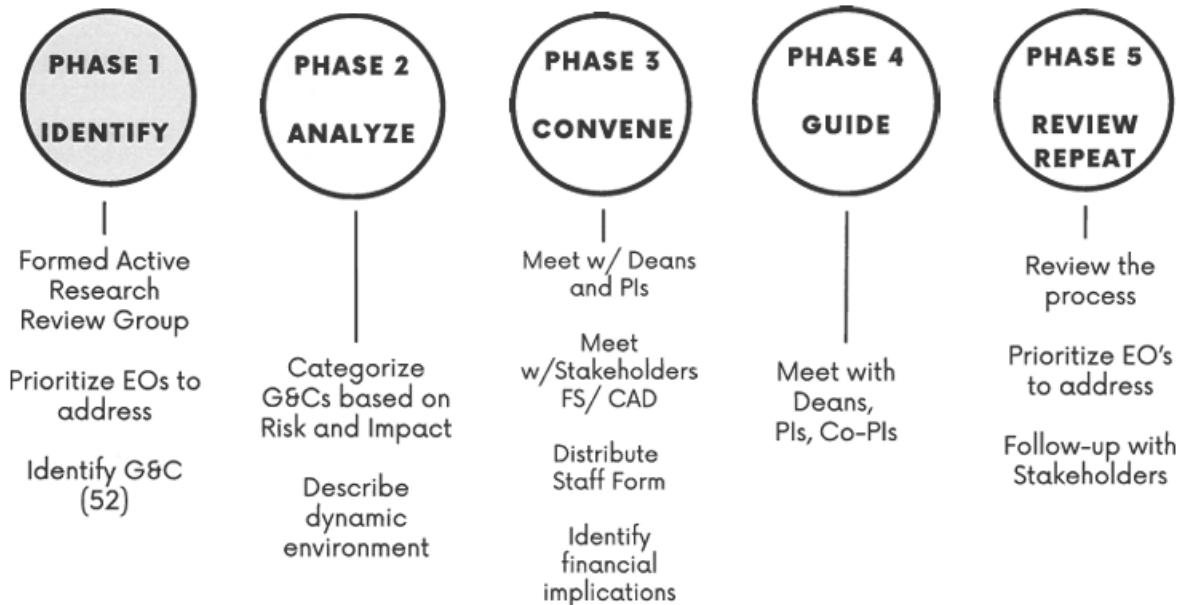 PHASE 1
IDENTIFY
Formed Active
Research
Review Group
Prioritize EOs to
address
Identify G&C
(52)
PHASE 2
ANALYZE
Categorize
G&Cs based on
Risk and Impact
Describe
dynamic
environment
PHASE 3
CONVENE
Meet w/ Deans
and PIs
Meet
w/Stakeholders
FS/ CAD
Distribute
Staff Form
Identify
financial
implications
PHASE 4
GUIDE
Meet with
Deans,
PIs, Co-PIs
PHASE 5
REVIEW
REPEAT
Review the
process
Prioritize EO's
to address
Follow-up with
Stakeholders